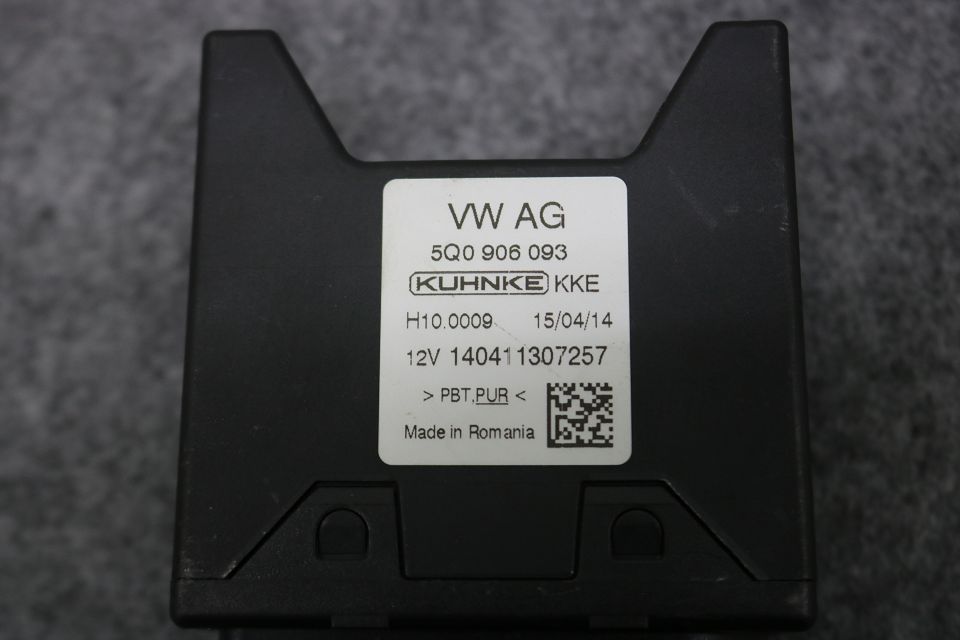 VW AG
5Q0 906 093
KUHNKE KKE
H10.0009 15/04/14
12V 140411307257
> PBT,PUR <
Made in Romania